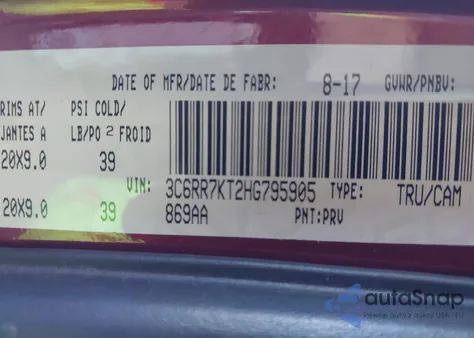 DATE OF MFR/DATE DE FABR: 8-17 GVWR/PNBV:
RIMS AT/ PSI COLD/
JANTES A LB/PO 2 FROID
20X9.0 39
VIN: 3C6RR7KT2HG795905 TYPE: TRU/CAM
20X9.0 39 869AA PNT:PRV
autoSnap